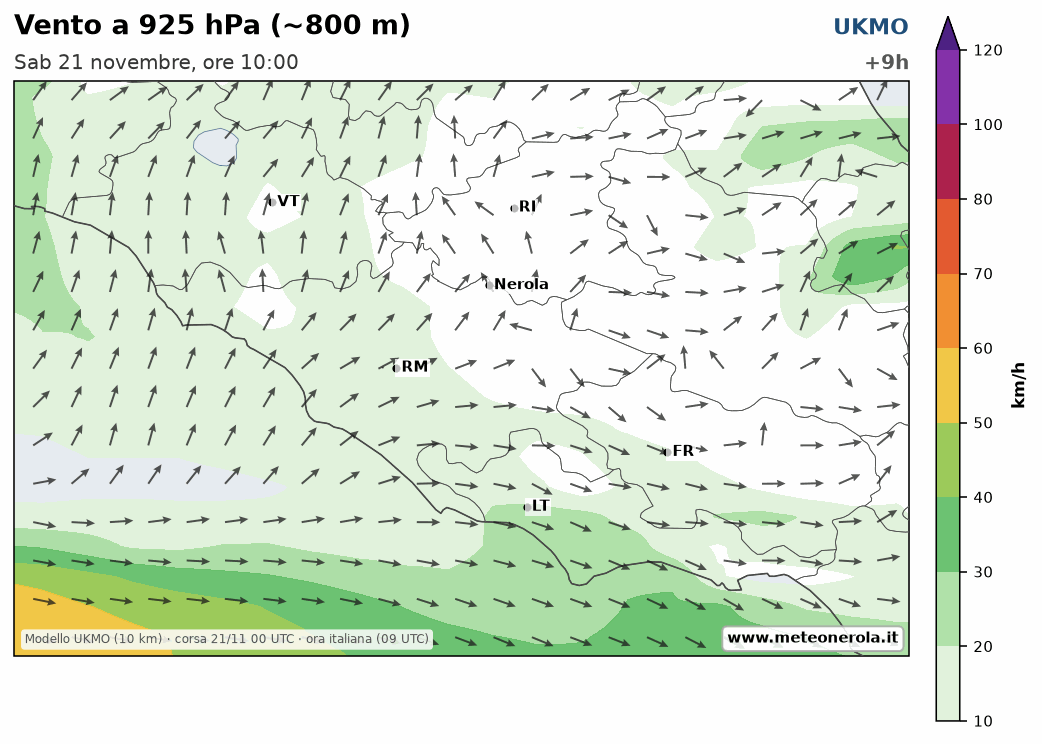 Vento a 925 hPa (~800 m)
UKMO
Sab 21 novembre, ore 10:00
+9h
VT
RI
Nerola
RM
FR
LT
Modello UKMO (10 km) · corsa 21/11 00 UTC · ora italiana (09 UTC)
www.meteonerola.it
120
100
80
70
60
50
40
30
20
10
km/h